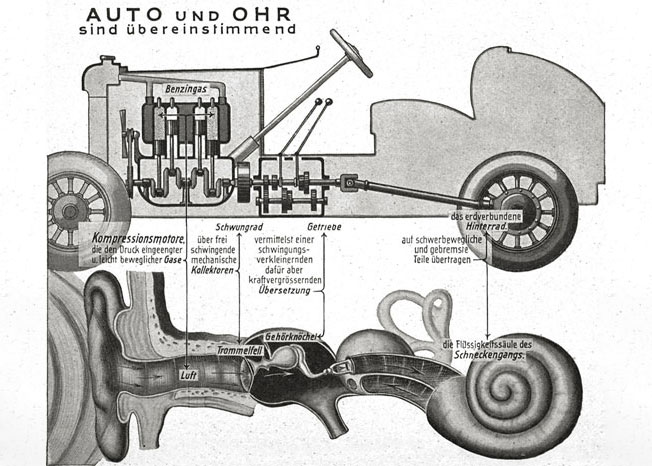 AUTO UND OHR
sind übereinstimmend
Benzingas
Kompressionsmotore,
die den Druck eingeengter
u. leicht beweglicher Gase
Schwungrad
über frei
schwingende
mechanische
Kollektoren
Getriebe
vermittelst einer
schwingungs-
verkleinernden
dafür aber
kraftvergrössernden
Übersetzung
das erdverbundene
Hinterrad.
auf schwerbewegliche
und gebremste
Teile übertragen
Gehörknöchel
Trommelfell
Luft
die Flüssigkeitssäule des
Schneckengangs.